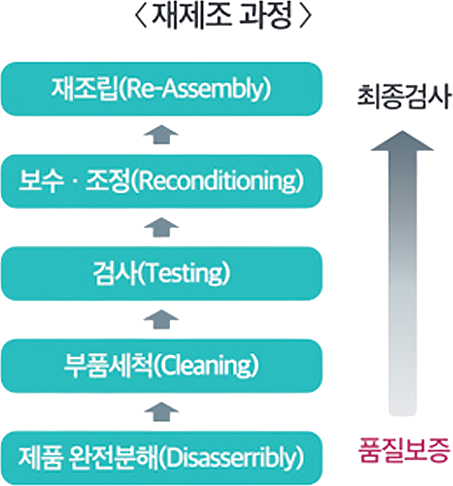 〈 재제조 과정 〉
재조립(Re-Assembly)
최종검사
보수 · 조정(Reconditioning)
검사(Testing)
부품세척(Cleaning)
제품 완전분해(Disasserribly)
품질보증